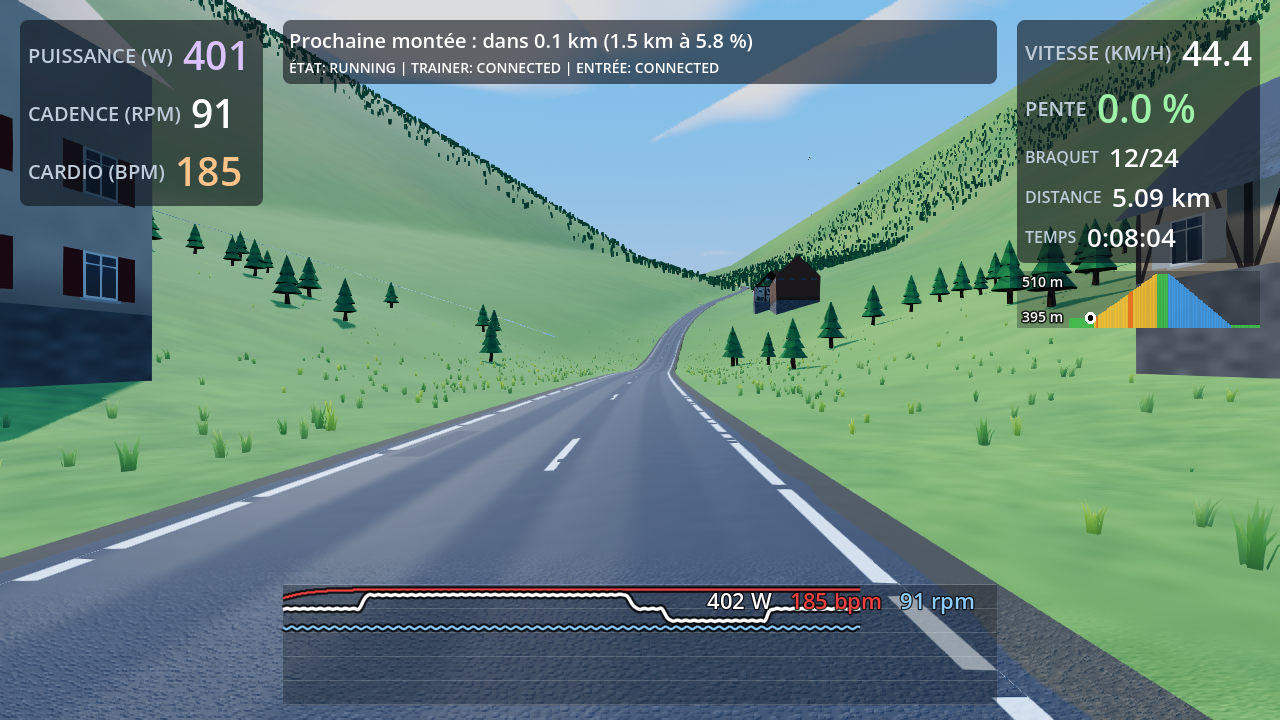 PUISSANCE (W) 401
CADENCE (RPM) 91
CARDIO (BPM) 185
Prochaine montée : dans 0.1 km (1.5 km à 5.8 %)
ÉTAT: RUNNING | TRAINER: CONNECTED | ENTRÉE: CONNECTED
VITESSE (KM/H) 44.4
PENTE 0.0 %
BRAQUET 12/24
DISTANCE 5.09 km
TEMPS 0:08:04
510 m
395 m
402 W 185 bpm 91 rpm